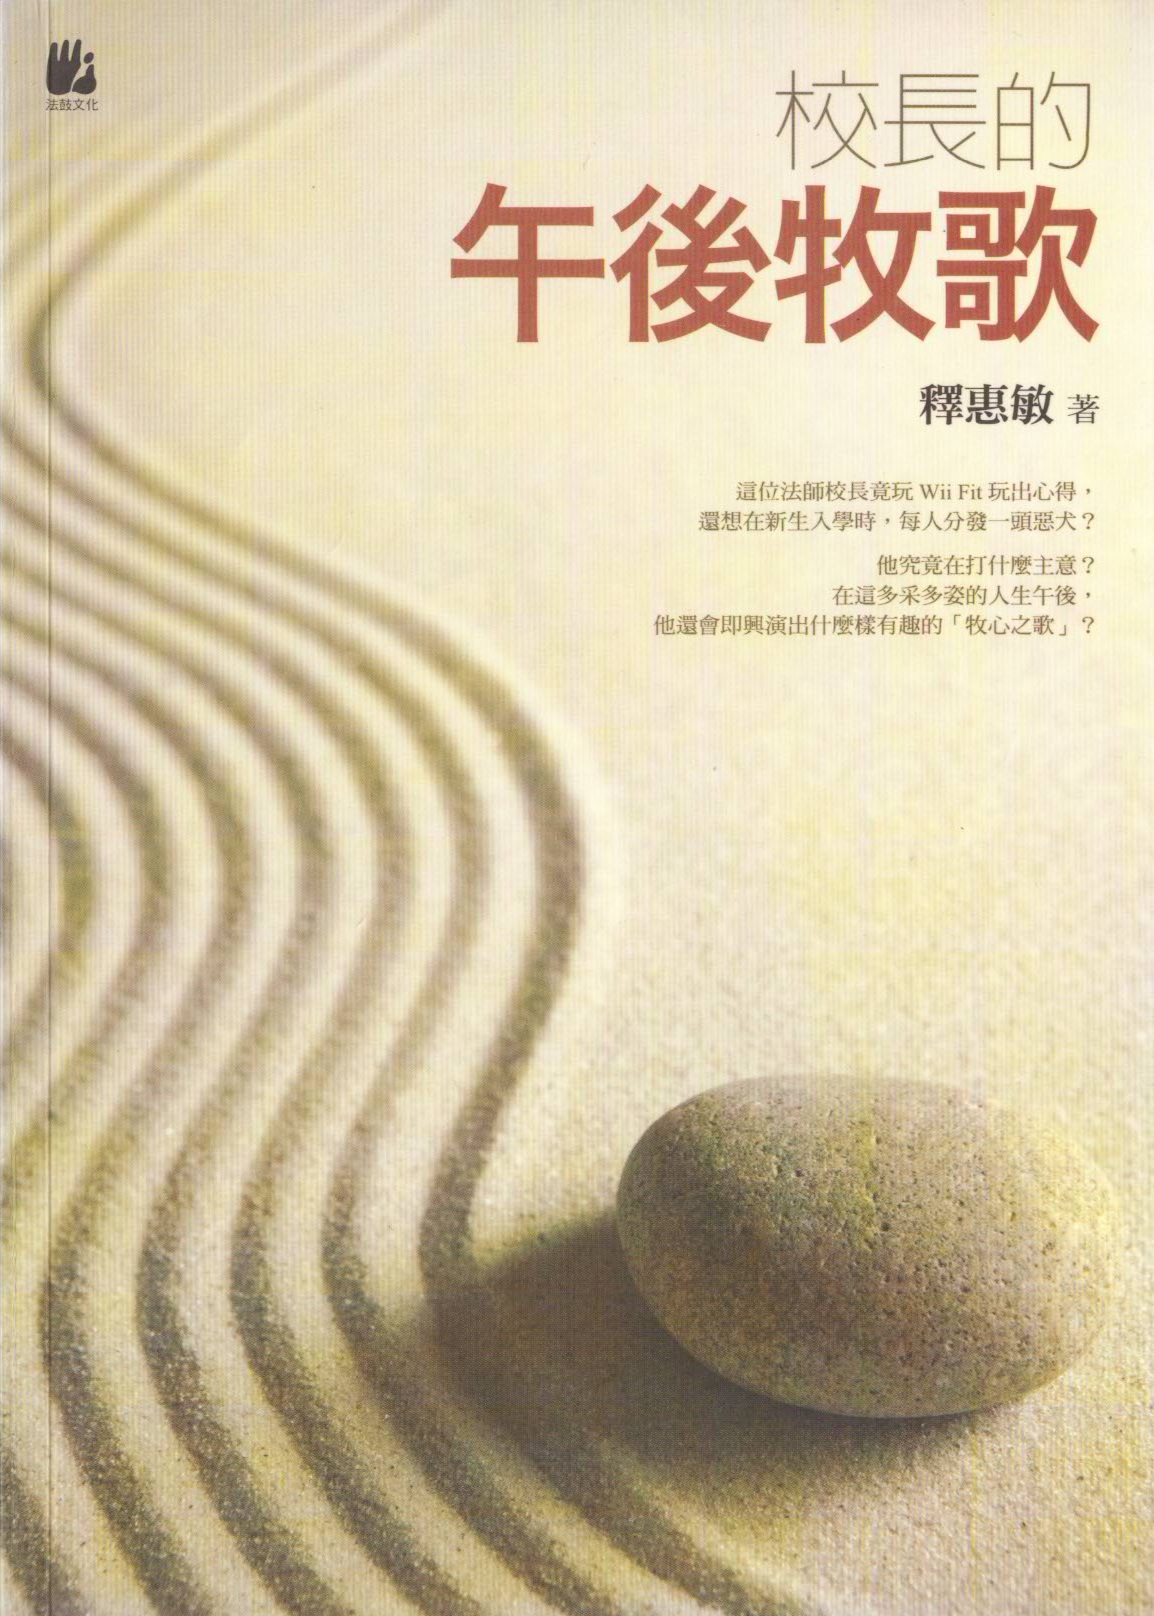 法鼓文化
校長的
午後牧歌
釋惠敏 著
這位法師校長竟玩 Wii Fit 玩出心得，
還想在新生入學時，每人分發一頭惡犬？
他究竟在打什麼主意？
在這多采多姿的人生午後，
他還會即興演出什麼樣有趣的「牧心之歌」？